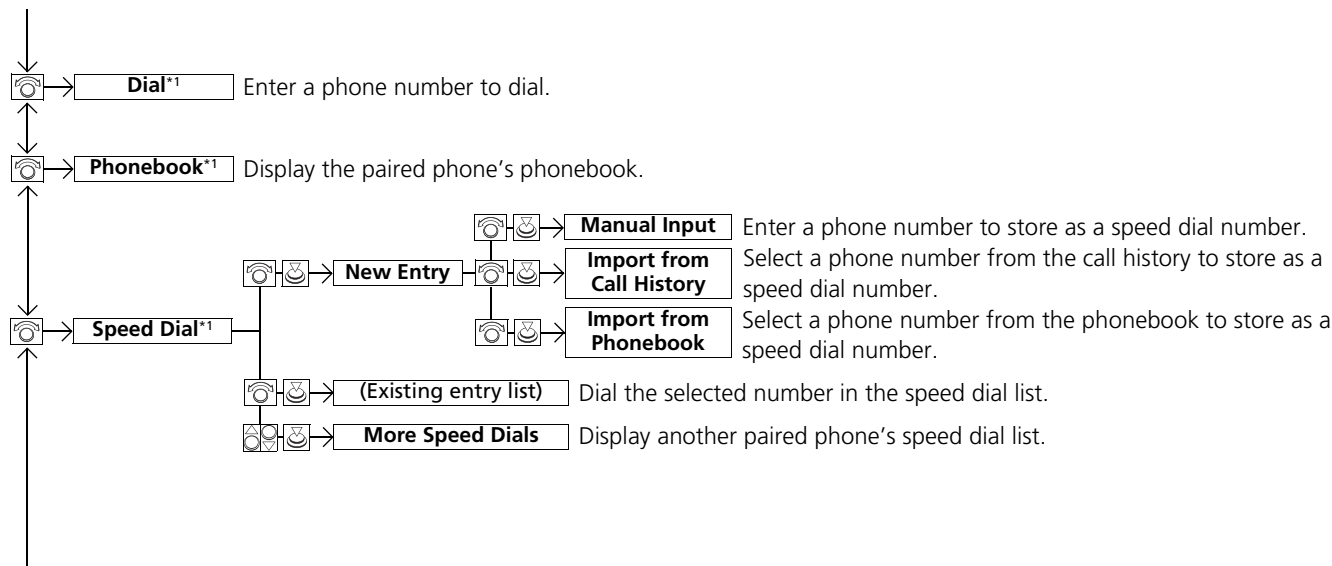 Dial*1 Enter a phone number to dial.
Phonebook*1 Display the paired phone’s phonebook.
Manual Input Enter a phone number to store as a speed dial number.
New Entry
Import from
Call History
Select a phone number from the call history to store as a
speed dial number.
Import from
Phonebook
Select a phone number from the phonebook to store as a
speed dial number.
Speed Dial*1
(Existing entry list) Dial the selected number in the speed dial list.
More Speed Dials Display another paired phone’s speed dial list.